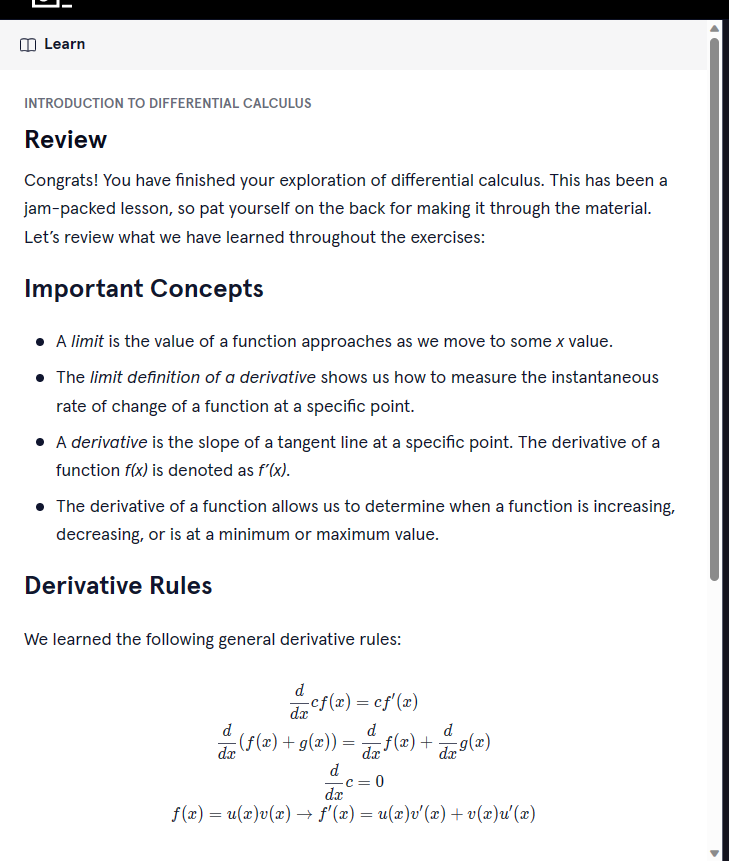 Learn
INTRODUCTION TO DIFFERENTIAL CALCULUS
Review
Congrats! You have finished your exploration of differential calculus. This has been a
jam-packed lesson, so pat yourself on the back for making it through the material.
Let’s review what we have learned throughout the exercises:
Important Concepts
• A limit is the value of a function approaches as we move to some x value.
• The limit definition of a derivative shows us how to measure the instantaneous
rate of change of a function at a specific point.
• A derivative is the slope of a tangent line at a specific point. The derivative of a
function f(x) is denoted as f’(x).
• The derivative of a function allows us to determine when a function is increasing,
decreasing, or is at a minimum or maximum value.
Derivative Rules
We learned the following general derivative rules:
d/dx cf(x) = cf′(x)
d/dx (f(x) + g(x)) = d/dx f(x) + d/dx g(x)
d/dx c = 0
f(x) = u(x)v(x) → f′(x) = u(x)v′(x) + v(x)u′(x)